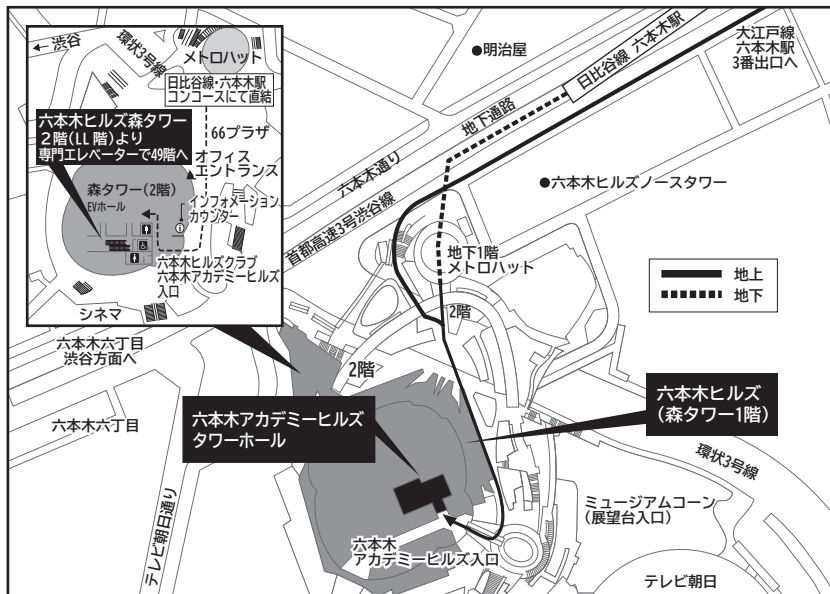 渋谷
環状3号線
メトロハット
日比谷線・六本木駅
コンコースにて直結
六本木ヒルズ森タワー
2階(LL階)より
専門エレベーターで49階へ
66プラザ
オフィス
エントランス
森タワー(2階)
EVホール
インフォメーション
カウンター
六本木ヒルズクラブ
六本木アカデミーヒルズ
入口
シネマ
●明治屋
日比谷線 六本木駅
大江戸線
六本木駅
3番出口へ
地下通路
六本木通り
首都高速3号渋谷線
●六本木ヒルズノースタワー
地下1階
メトロハット
地上
地下
2階
2階
六本木六丁目
渋谷方面へ
六本木六丁目
六本木アカデミーヒルズ
タワーホール
六本木ヒルズ
(森タワー1階)
環状3号線
ミュージアムコーン
(展望台入口)
テレビ朝日通り
六本木
アカデミーヒルズ入口
テレビ朝日